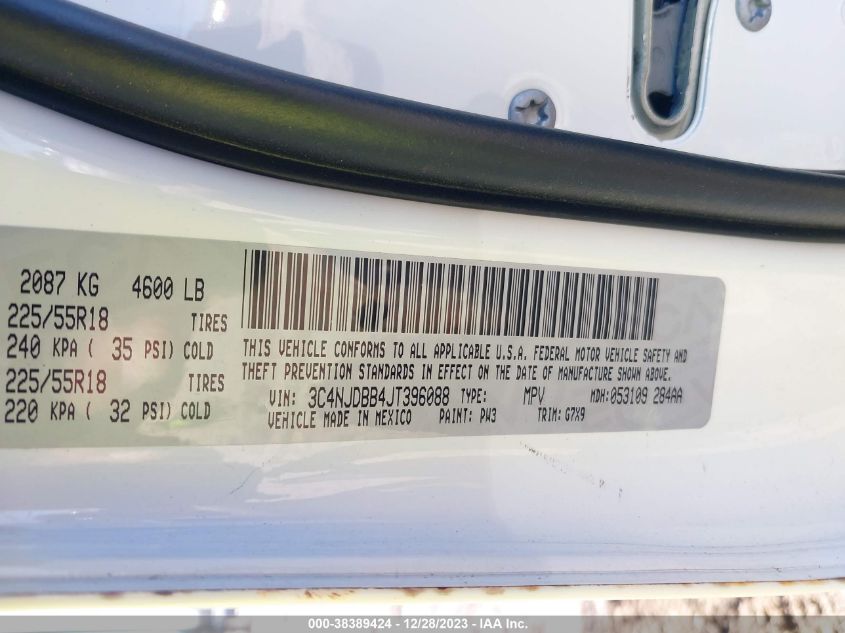 2087 KG 4600 LB
225/55R18 TIRES
240 KPA ( 35 PSI) COLD
225/55R18 TIRES
220 KPA ( 32 PSI) COLD
THIS VEHICLE CONFORMS TO ALL APPLICABLE U.S.A. FEDERAL MOTOR VEHICLE SAFETY AND
THEFT PREVENTION STANDARDS IN EFFECT ON THE DATE OF MANUFACTURE SHOWN ABOVE.
VIN: 3C4NJDBB4JT396088 TYPE: MPV MDH:053109 284AA
VEHICLE MADE IN MEXICO PAINT: PW3 TRIM: G7X9
000-38389424 – 12/28/2023 – IAA Inc.